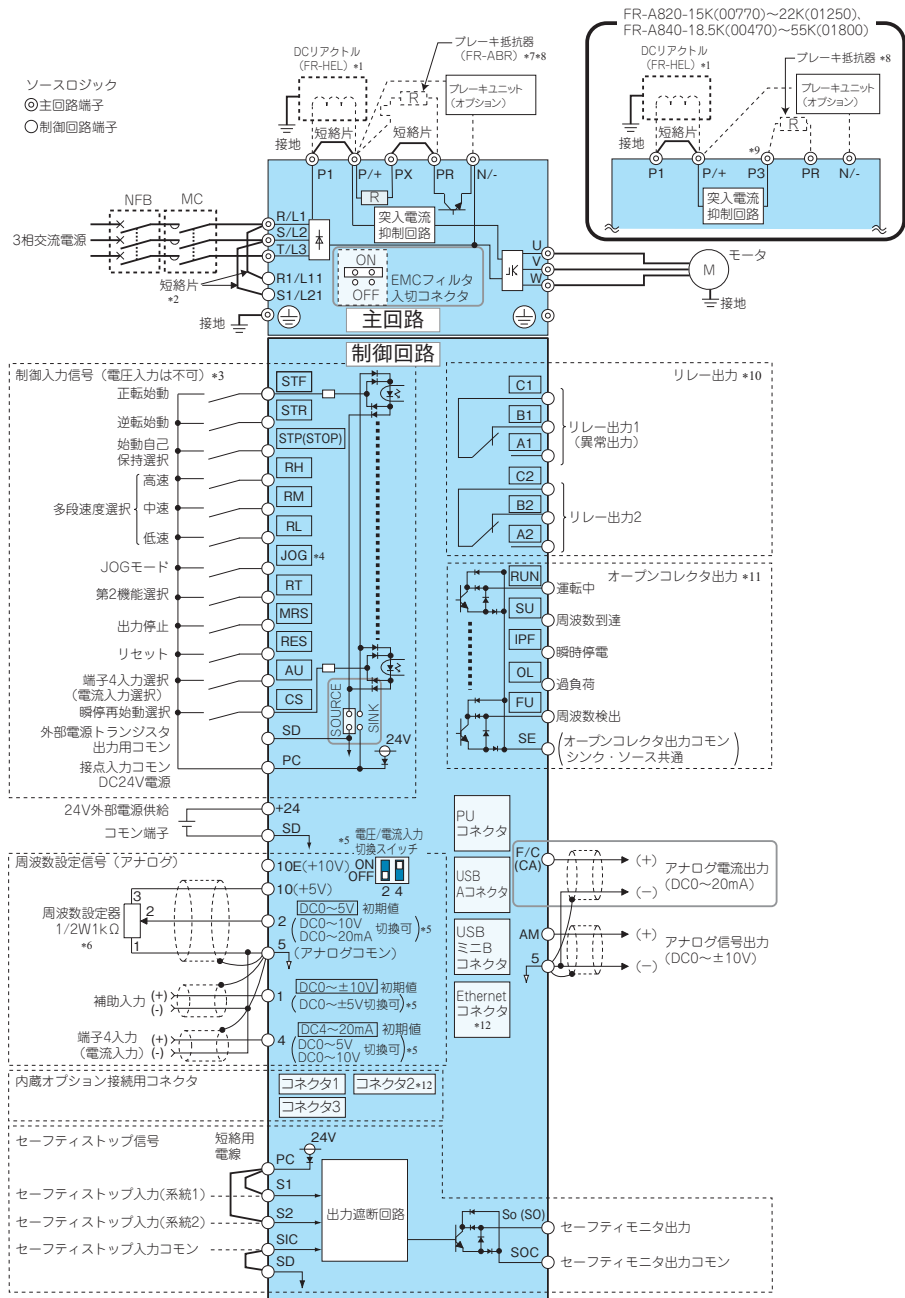 FR-A820-15K(00770)～22K(01250)、
FR-A840-18.5K(00470)～55K(01800)
DCリアクトル
(FR-HEL) *1
ブレーキ抵抗器 *8
ブレーキユニット
(オプション)
R
接地
短絡片
*9
P1
P/+
P3
PR
N/-
突入電流
抑制回路
ソースロジック
主回路端子
制御回路端子
DCリアクトル
(FR-HEL) *1
ブレーキ抵抗器
(FR-ABR) *7*8
ブレーキユニット
(オプション)
R
接地
短絡片
短絡片
P1
P/+
PX
PR
N/-
R
突入電流
抑制回路
NFB
MC
3相交流電源
R/L1
S/L2
T/L3
R1/L11
S1/L21
短絡片
*2
接地
ON
OFF
EMCフィルタ
入切コネクタ
U
V
W
M
モータ
接地
主回路
制御回路
制御入力信号（電圧入力は不可）*3
正転始動
STF
逆転始動
STR
始動自己
保持選択
STP(STOP)
多段速度選択
高速
RH
中速
RM
低速
RL
JOGモード
JOG *4
第2機能選択
RT
出力停止
MRS
リセット
RES
端子4入力選択
(電流入力選択)
AU
瞬停再始動選択
CS
SOURCE
SINK
外部電源トランジスタ
出力用コモン
SD
24V
接点入力コモン
DC24V電源
PC
リレー出力 *10
C1
B1
A1
リレー出力1
(異常出力)
C2
B2
A2
リレー出力2
オープンコレクタ出力 *11
RUN
運転中
SU
周波数到達
IPF
瞬時停電
OL
過負荷
FU
周波数検出
SE
(オープンコレクタ出力コモン
シンク・ソース共通)
24V外部電源供給
+24
コモン端子
SD
*5 電圧/電流入力
切換スイッチ
周波数設定信号（アナログ）
10E(+10V)
ON
OFF
2 4
10(+5V)
周波数設定器
1/2W1kΩ
*6
3
2
1
2
DC0～5V 初期値
(DC0～10V
DC0～20mA 切換可)*5
5
(アナログコモン)
補助入力
(+)
(-)
1
DC0～±10V 初期値
(DC0～±5V切換可)*5
端子4入力
(電流入力)
(+)
(-)
4
DC4～20mA 初期値
(DC0～5V
DC0～10V 切換可)*5
PU
コネクタ
USB
Aコネクタ
USB
ミニB
コネクタ
Ethernet
コネクタ
*12
F/C
(CA)
(+)
(−)
アナログ電流出力
(DC0～20mA)
AM
5
(+)
(−)
アナログ信号出力
(DC0～±10V)
内蔵オプション接続用コネクタ
コネクタ1
コネクタ2*12
コネクタ3
セーフティストップ信号
短絡用
電線
24V
PC
セーフティストップ入力(系統1)
S1
セーフティストップ入力(系統2)
S2
セーフティストップ入力コモン
SIC
SD
出力遮断回路
So (SO)
セーフティモニタ出力
SOC
セーフティモニタ出力コモン